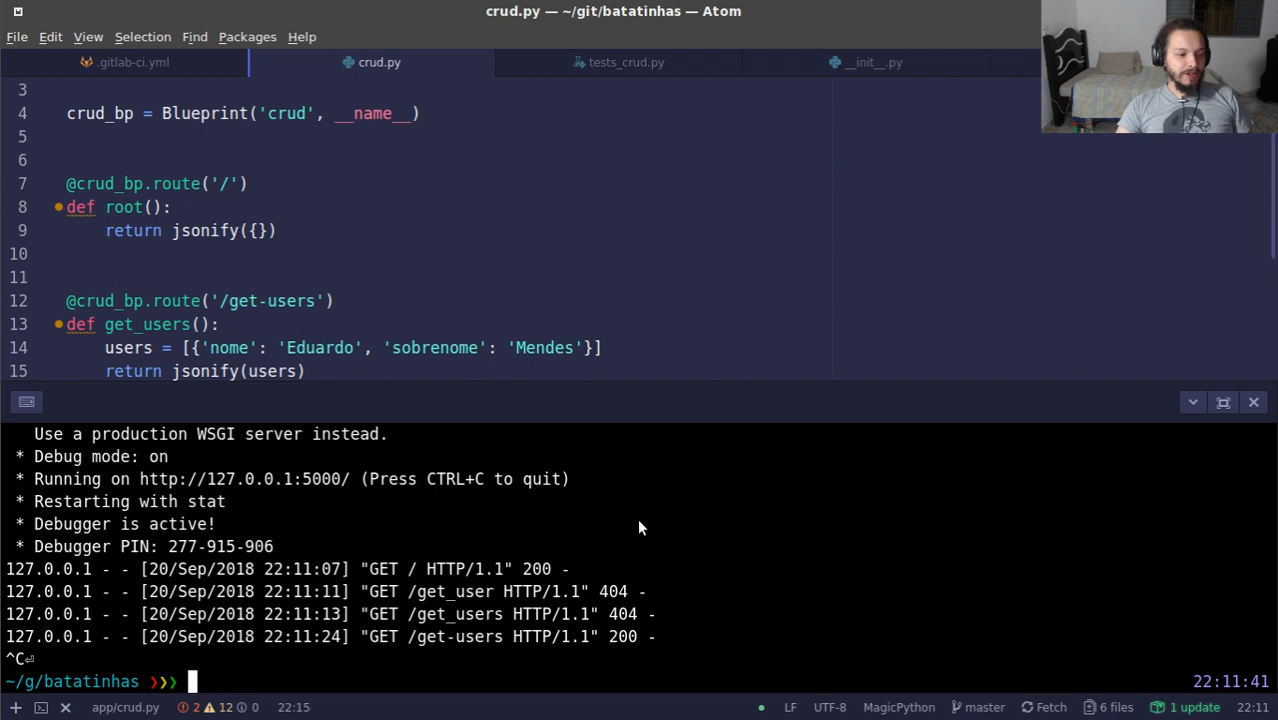 crud.py — ~/git/batatinhas — Atom
File Edit View Selection Find Packages Help
.gitlab-ci.yml crud.py tests_crud.py __init__.py
3
4 crud_bp = Blueprint('crud', __name__)
5
6
7 @crud_bp.route('/')
8 def root():
9 return jsonify({})
10
11
12 @crud_bp.route('/get-users')
13 def get_users():
14 users = [{'nome': 'Eduardo', 'sobrenome': 'Mendes'}]
15 return jsonify(users)
Use a production WSGI server instead.
* Debug mode: on
* Running on http://127.0.0.1:5000/ (Press CTRL+C to quit)
* Restarting with stat
* Debugger is active!
* Debugger PIN: 277-915-906
127.0.0.1 - - [20/Sep/2018 22:11:07] "GET / HTTP/1.1" 200 -
127.0.0.1 - - [20/Sep/2018 22:11:11] "GET /get_user HTTP/1.1" 404 -
127.0.0.1 - - [20/Sep/2018 22:11:13] "GET /get_users HTTP/1.1" 404 -
127.0.0.1 - - [20/Sep/2018 22:11:24] "GET /get-users HTTP/1.1" 200 -
^C⏎
~/g/batatinhas ❯❯❯ 22:11:41
app/crud.py 2 12 0 22:15 LF UTF-8 MagicPython master Fetch 6 files 1 update 22:11